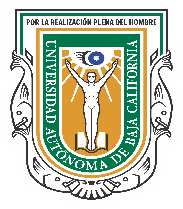 POR LA REALIZACIÓN PLENA DEL HOMBRE
UNIVERSIDAD AUTÓNOMA DE BAJA CALIFORNIA